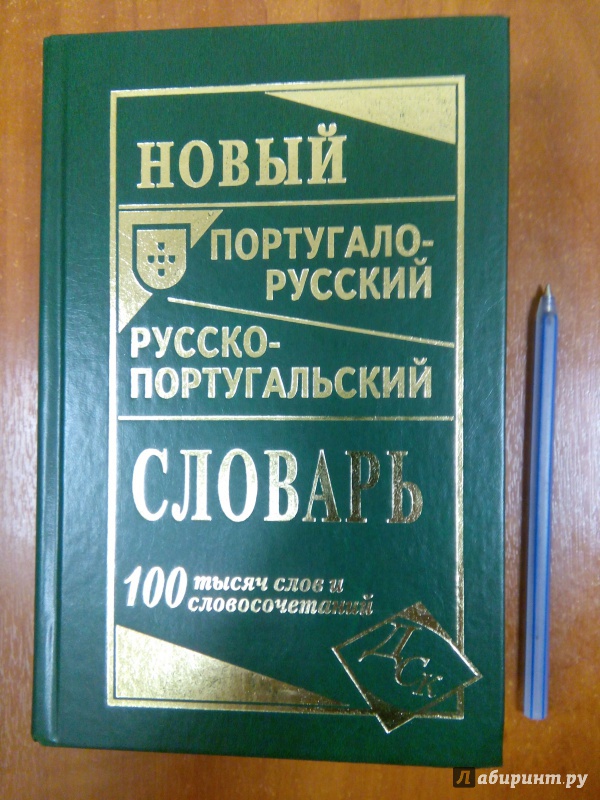 НОВЫЙ
ПОРТУГАЛО-
РУССКИЙ
РУССКО-
ПОРТУГАЛЬСКИЙ
СЛОВАРЬ
100 тысяч слов и
словосочетаний
ДСК
Лабиринт.ру